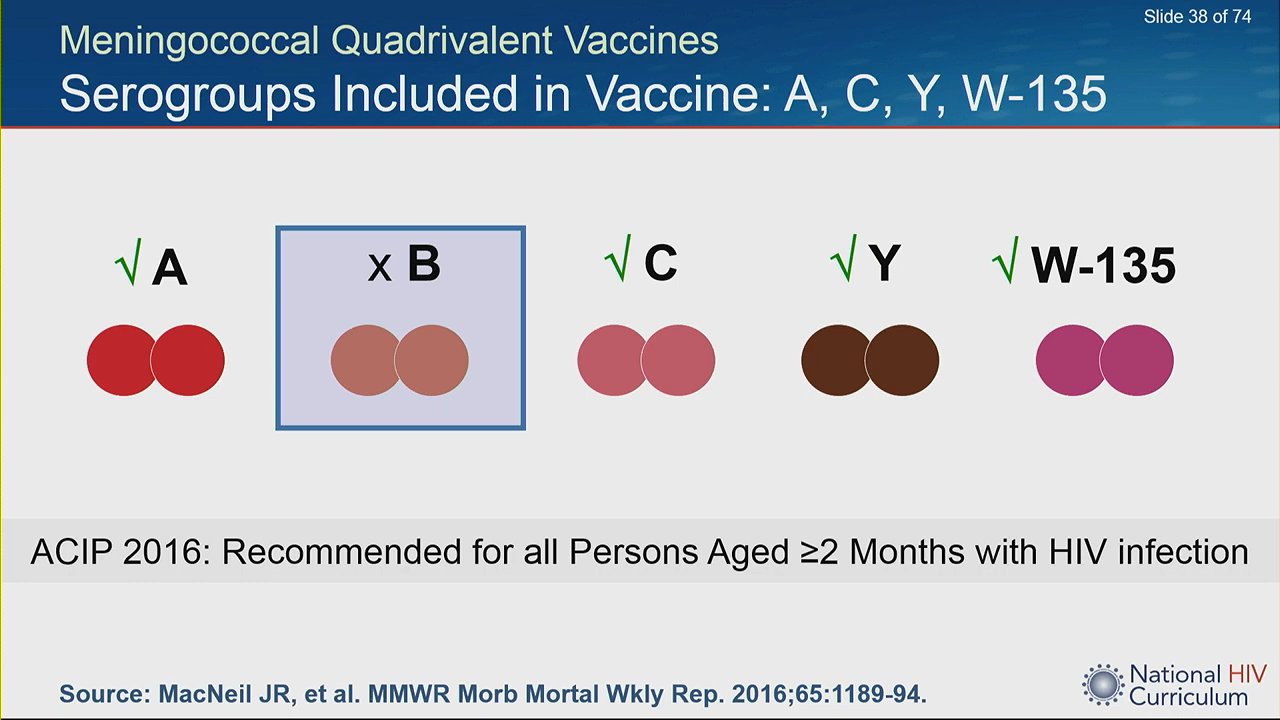 Slide 38 of 74
Meningococcal Quadrivalent Vaccines
Serogroups Included in Vaccine: A, C, Y, W-135
√ A
x B
√ C
√ Y
√ W-135
ACIP 2016: Recommended for all Persons Aged ≥2 Months with HIV infection
Source: MacNeil JR, et al. MMWR Morb Mortal Wkly Rep. 2016;65:1189-94.
National HIV
Curriculum